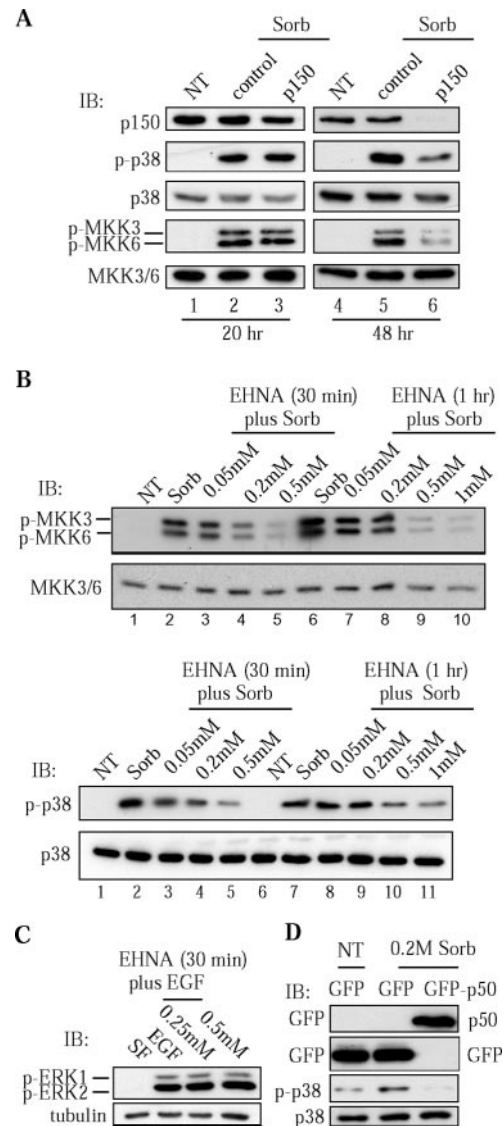 A
Sorb Sorb
NT control p150 NT control p150
IB:
p150
p-p38
p38
p-MKK3
p-MKK6
MKK3/6
1 2 3 4 5 6
20 hr 48 hr
B
EHNA (30 min) plus Sorb EHNA (1 hr) plus Sorb
IB: NT Sorb 0.05mM 0.2mM 0.5mM Sorb 0.05mM 0.2mM 0.5mM 1mM
p-MKK3
p-MKK6
MKK3/6
1 2 3 4 5 6 7 8 9 10
EHNA (30 min) plus Sorb EHNA (1 hr) plus Sorb
IB: NT Sorb 0.05mM 0.2mM 0.5mM NT Sorb 0.05mM 0.2mM 0.5mM 1mM
p-p38
p38
1 2 3 4 5 6 7 8 9 10 11
C
EHNA (30 min)
plus EGF
IB: SF EGF 0.25mM 0.5mM
p-ERK1
p-ERK2
tubulin
D
NT 0.2M Sorb
IB: GFP GFP GFP-p50
GFP p50
GFP
p-p38
p38